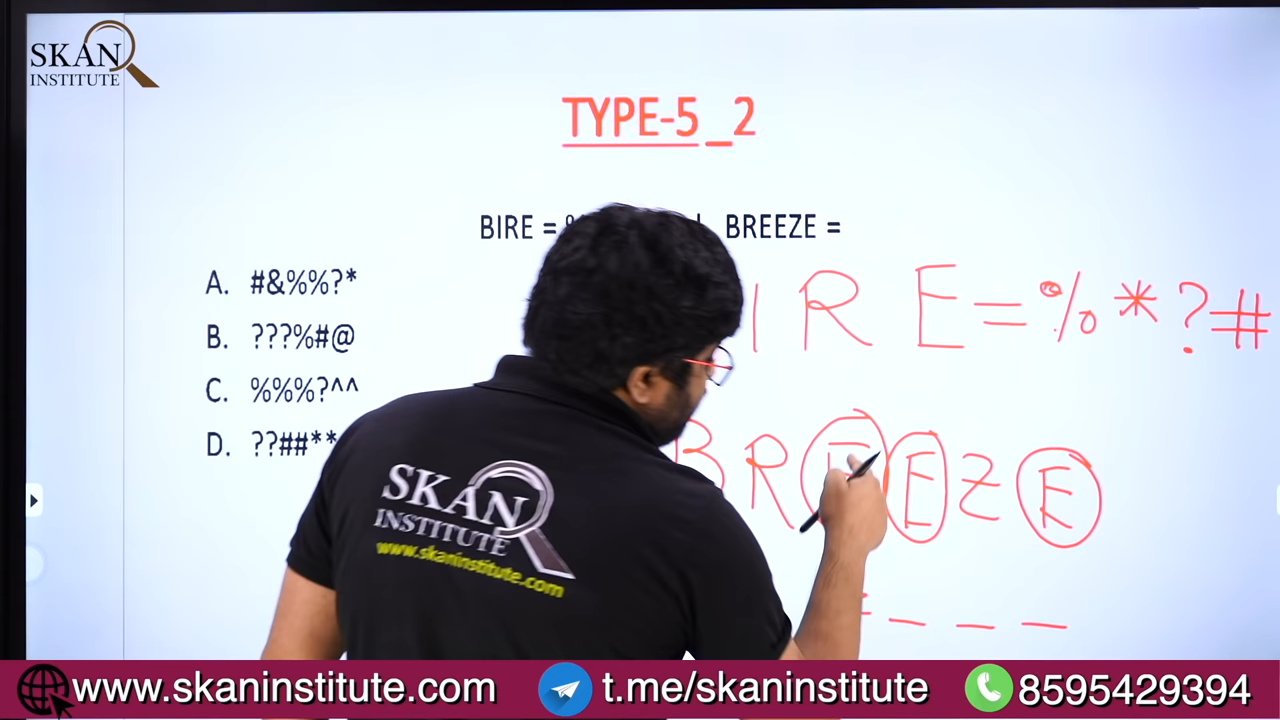 SKAN
INSTITUTE
TYPE-5_2
BIRE = BREEZE =
A. #&%%?*
B. ???%#@
C. %%%?^^
D. ??##**
I R E = % * ? #
B R E E Z E
= _ _ _
SKAN
INSTITUTE
www.skaninstitute.com
www.skaninstitute.com t.me/skaninstitute 8595429394